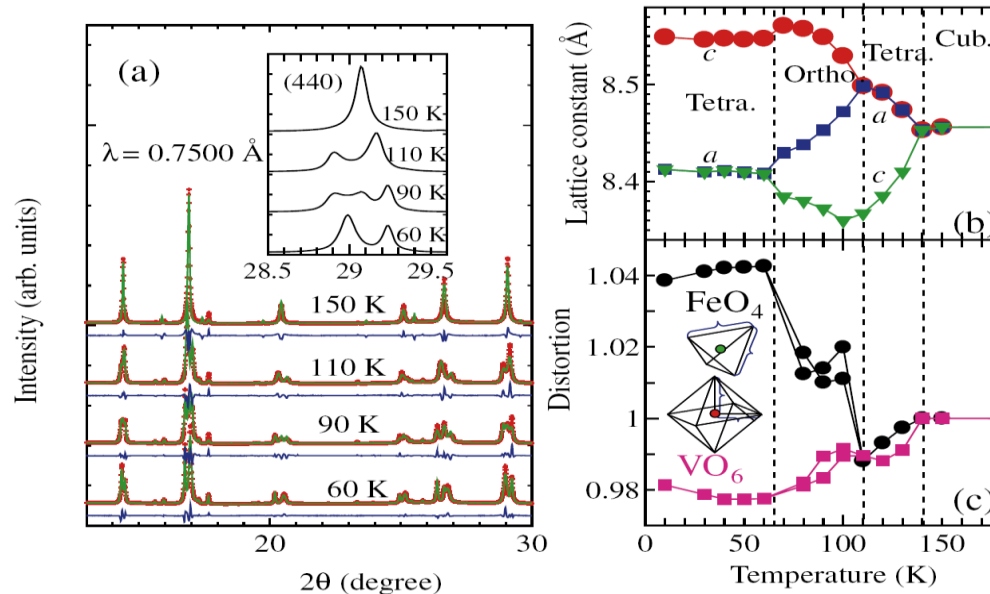 (a)
λ = 0.7500 Å
(440)
150 K
110 K
90 K
60 K
28.5 29 29.6
150 K
110 K
90 K
60 K
20 30
2θ (degree)
Intensity (arb. units)
(b)
Lattice constant (Å)
8.5
8.4
c
a
Tetra.
Ortho.
Tetra.
Cub.
a
c
(c)
Distortion
1.04
1.02
1
0.98
FeO4
VO6
0 50 100 150
Temperature (K)